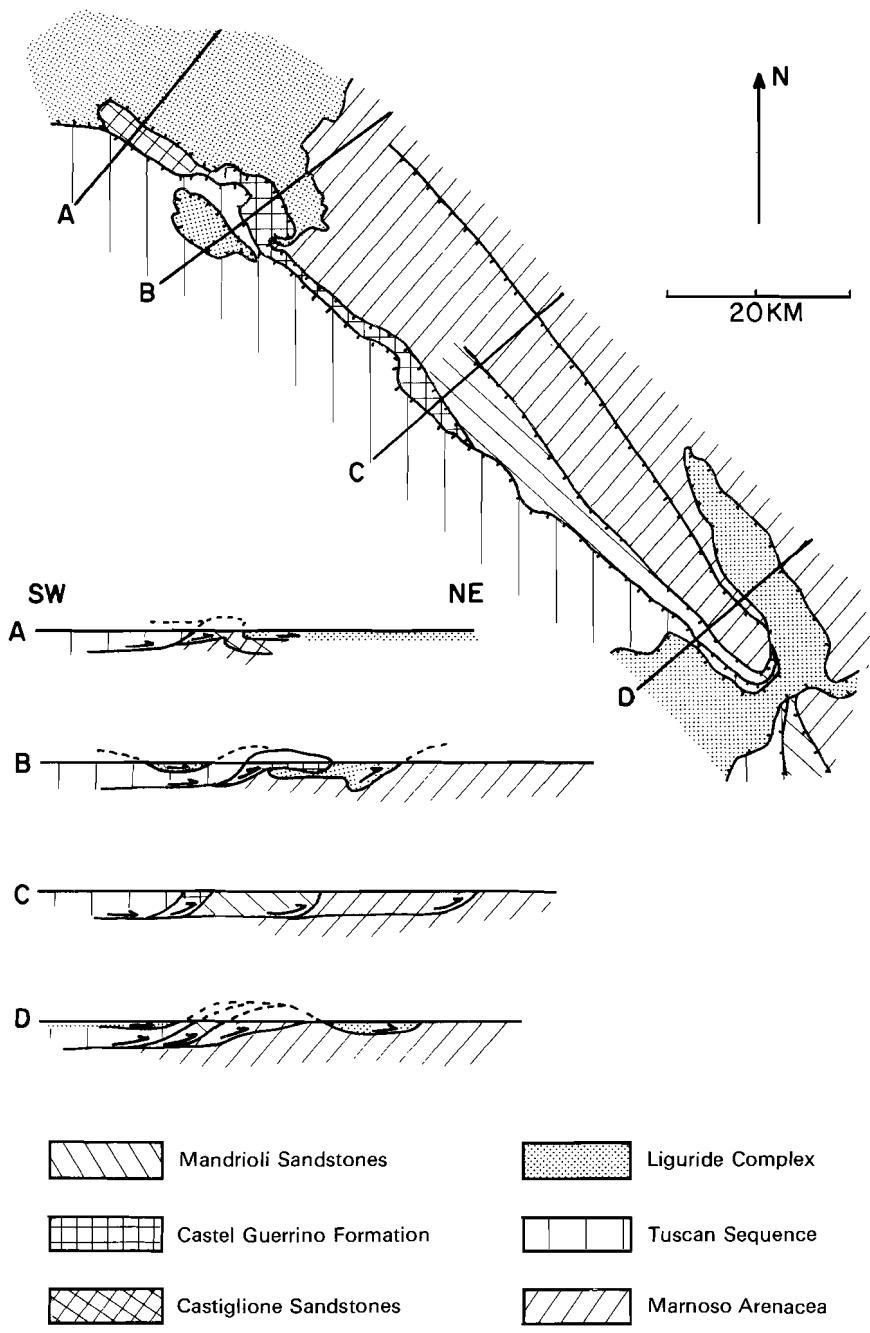 N
20KM
A
B
C
D
SW
NE
A
B
C
D
Mandrioli Sandstones
Liguride Complex
Castel Guerrino Formation
Tuscan Sequence
Castiglione Sandstones
Marnoso Arenacea